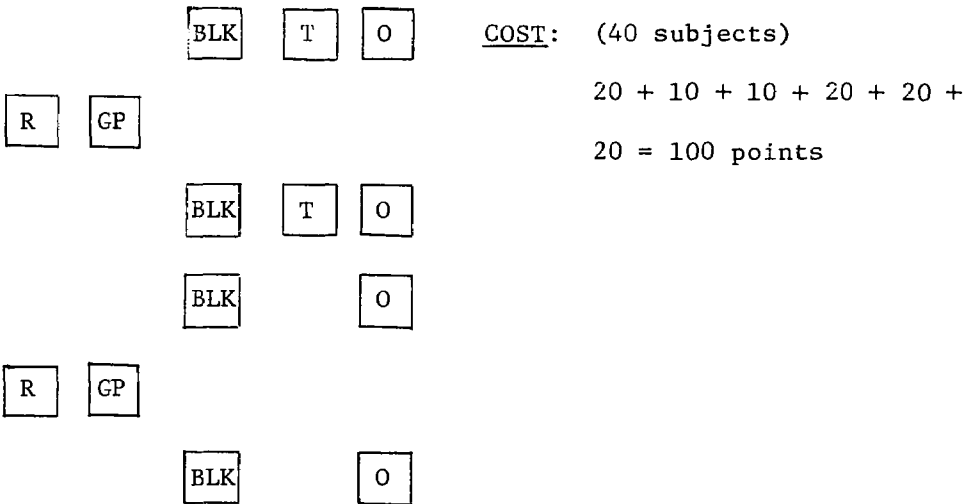 BLK T O COST: (40 subjects)
20 + 10 + 10 + 20 + 20 +
R GP
20 = 100 points
BLK T O
BLK O
R GP
BLK O